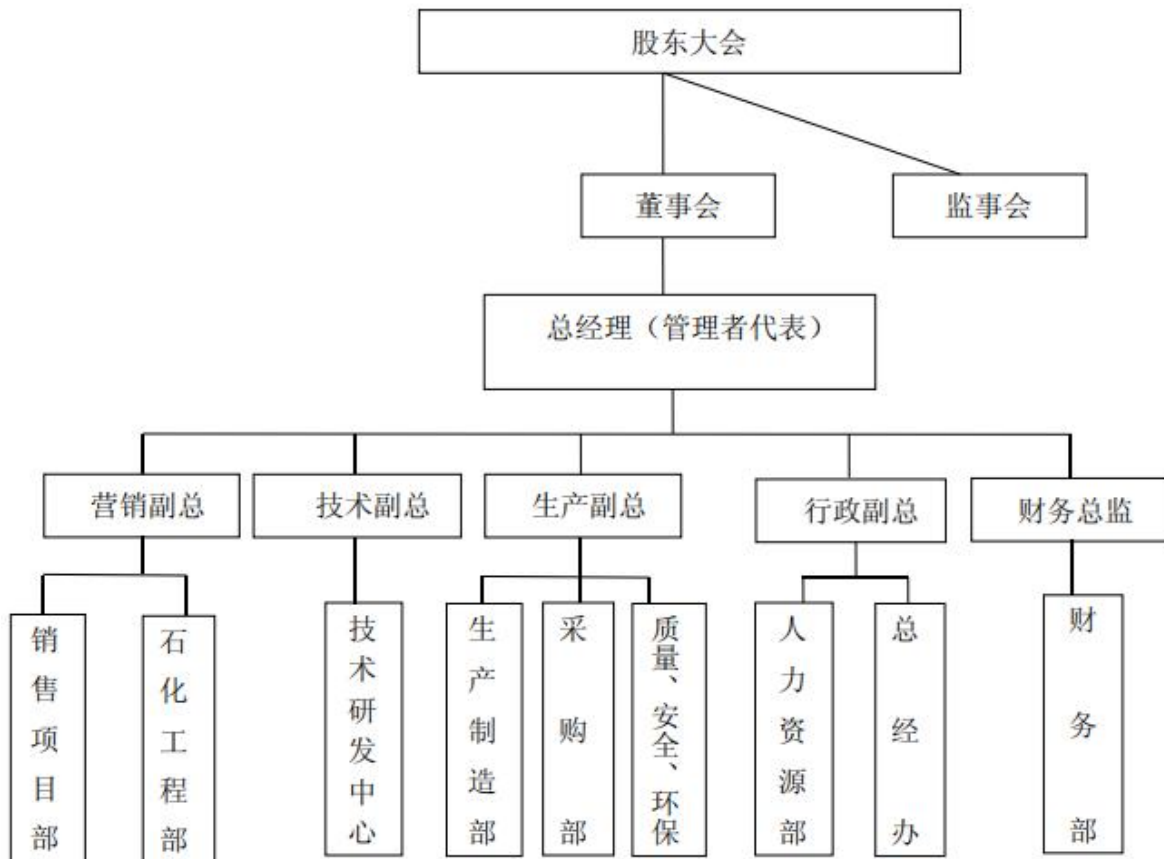 股东大会
董事会
监事会
总经理（管理者代表）
营销副总
技术副总
生产副总
行政副总
财务总监
销售项目部
石化工程部
技术研发中心
生产制造部
采购部
质量、安全、环保
人力资源部
总经办
财务部